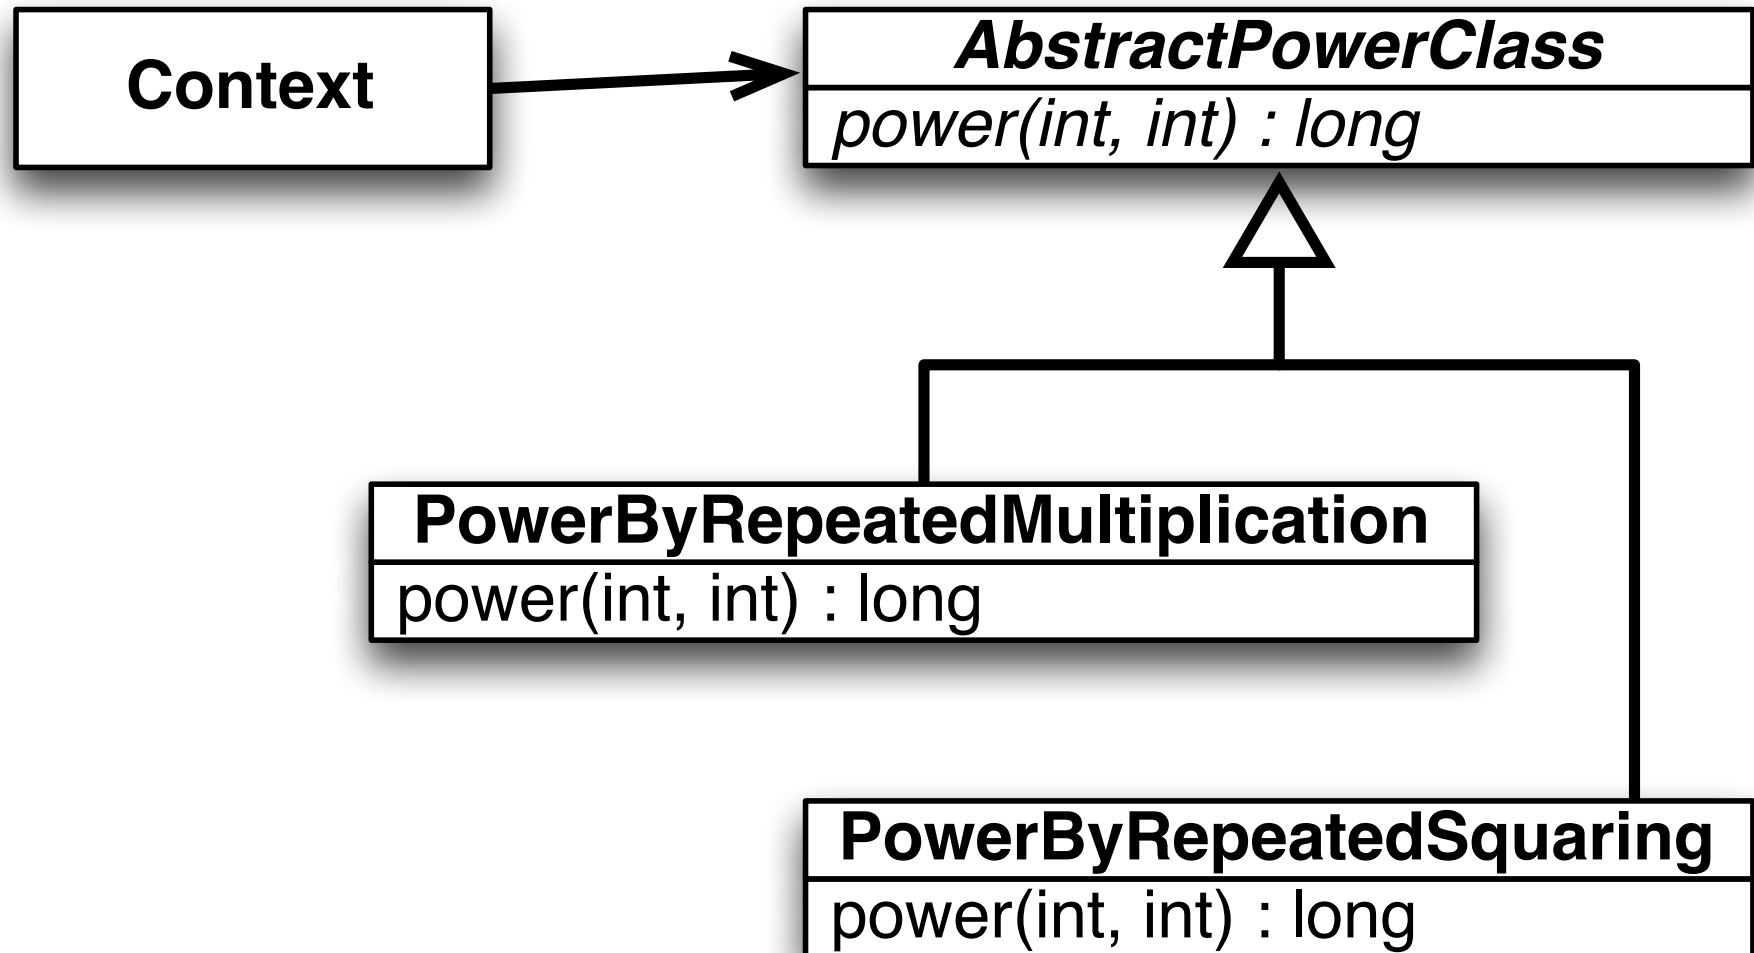 Context
AbstractPowerClass
power(int, int) : long
PowerByRepeatedMultiplication
power(int, int) : long
PowerByRepeatedSquaring
power(int, int) : long